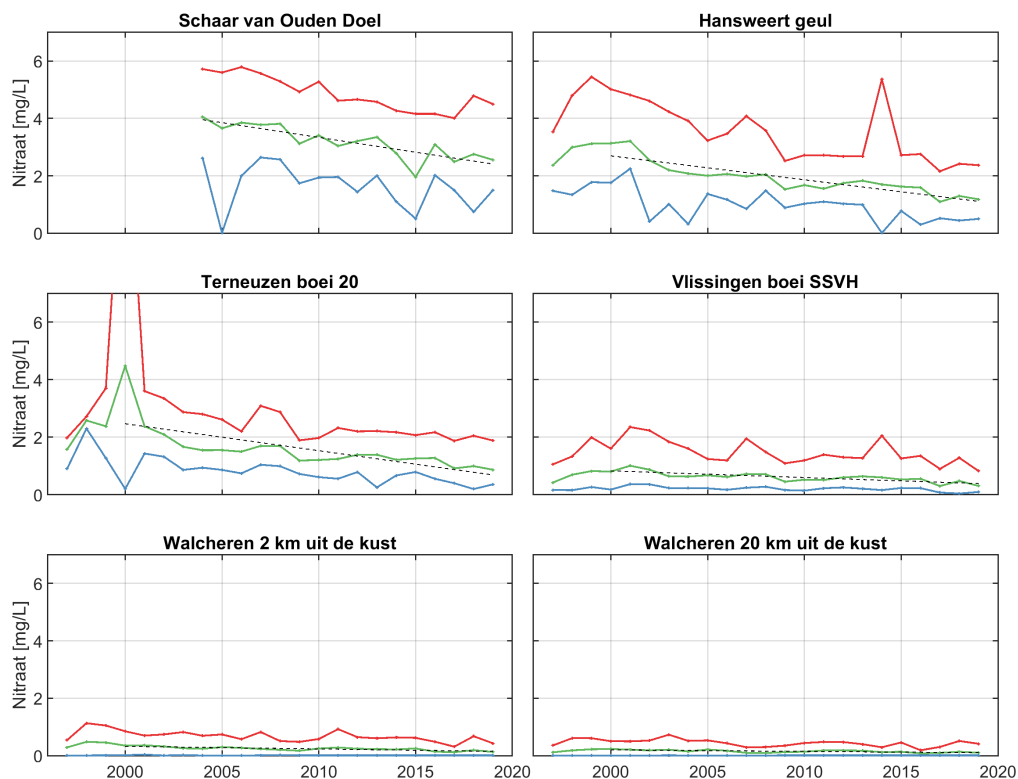 Schaar van Ouden Doel
Hansweert geul
Nitraat [mg/L]
6
4
2
0
Terneuzen boei 20
Vlissingen boei SSVH
Nitraat [mg/L]
6
4
2
0
Walcheren 2 km uit de kust
Walcheren 20 km uit de kust
Nitraat [mg/L]
6
4
2
0
2000 2005 2010 2015 2020 2000 2005 2010 2015 2020